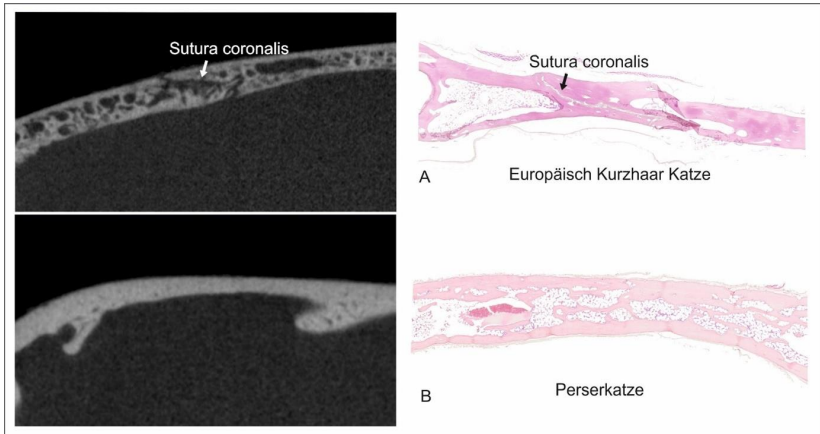 Sutura coronalis
Sutura coronalis
A
Europäisch Kurzhaar Katze
B
Perserkatze